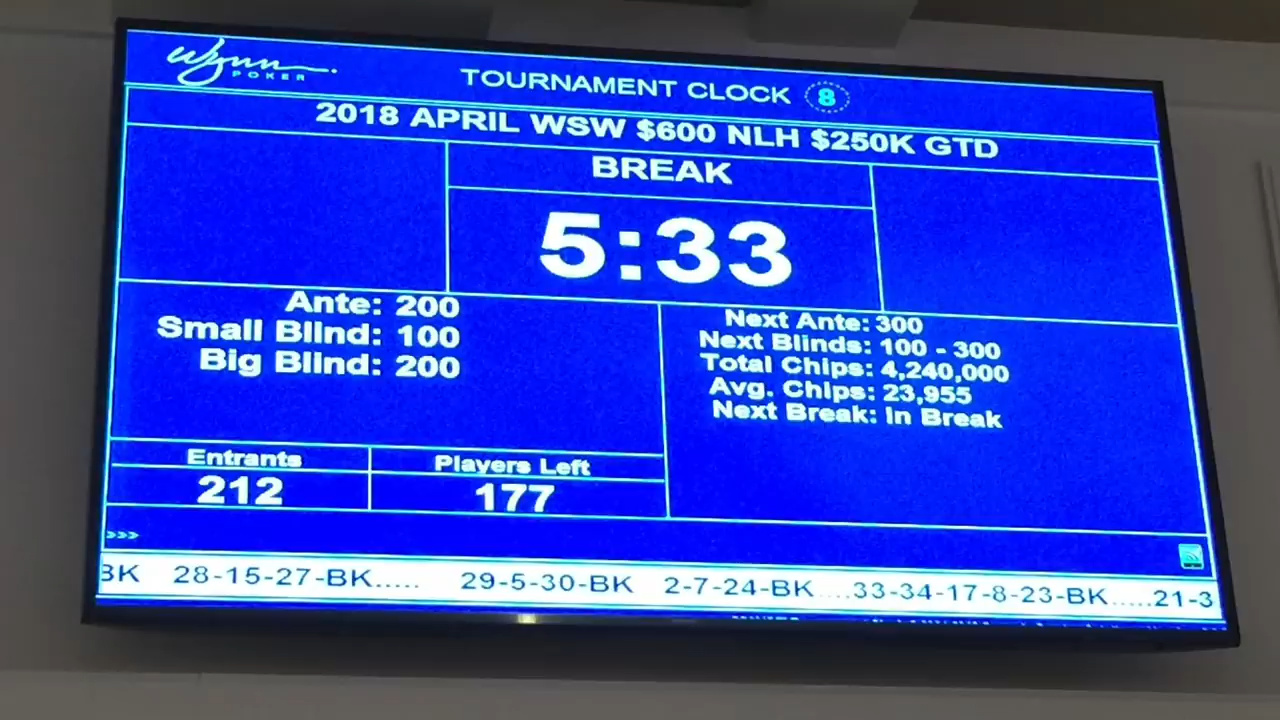 Wynn
POKER
TOURNAMENT CLOCK 8
2018 APRIL WSW $600 NLH $250K GTD
BREAK
5:33
Ante: 200
Small Blind: 100
Big Blind: 200
Next Ante: 300
Next Blinds: 100 - 300
Total Chips: 4,240,000
Avg. Chips: 23,955
Next Break: In Break
Entrants
212
Players Left
177
>>>
BK 28-15-27-BK..... 29-5-30-BK 2-7-24-BK ....33-34-17-8-23-BK.....21-3